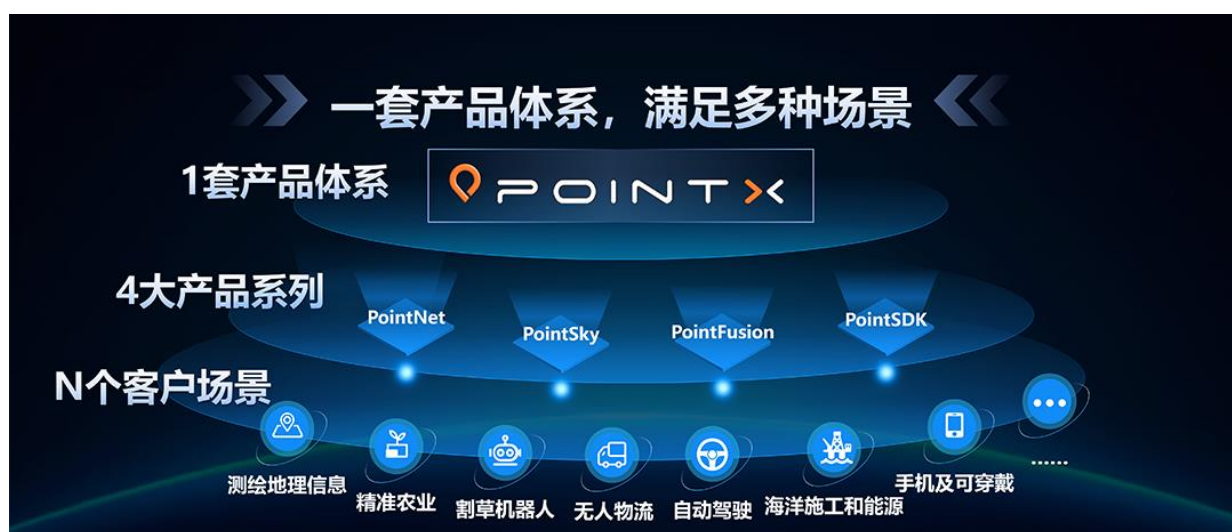 一套产品体系，满足多种场景
1套产品体系
POINTX
4大产品系列
PointNet
PointSky
PointFusion
PointSDK
N个客户场景
测绘地理信息
精准农业
割草机器人
无人物流
自动驾驶
海洋施工和能源
手机及可穿戴
......